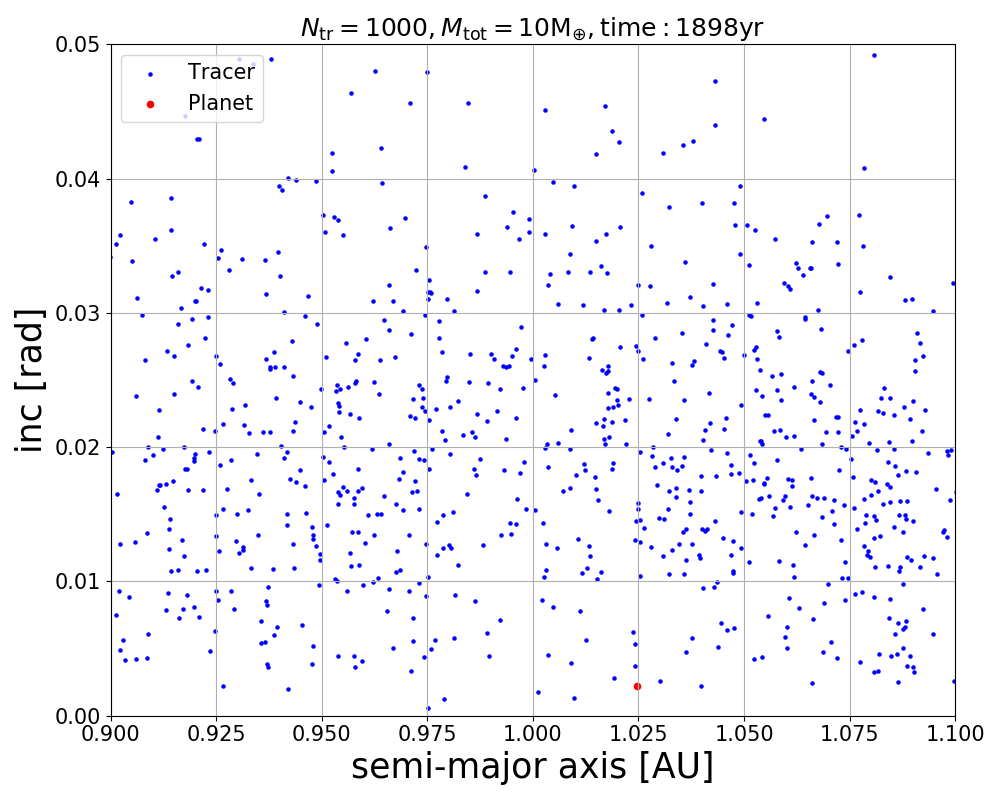 N_tr = 1000, M_tot = 10M_⊕, time : 1898yr
Tracer
Planet
inc [rad]
0.05
0.04
0.03
0.02
0.01
0.00
0.900 0.925 0.950 0.975 1.000 1.025 1.050 1.075 1.100
semi-major axis [AU]